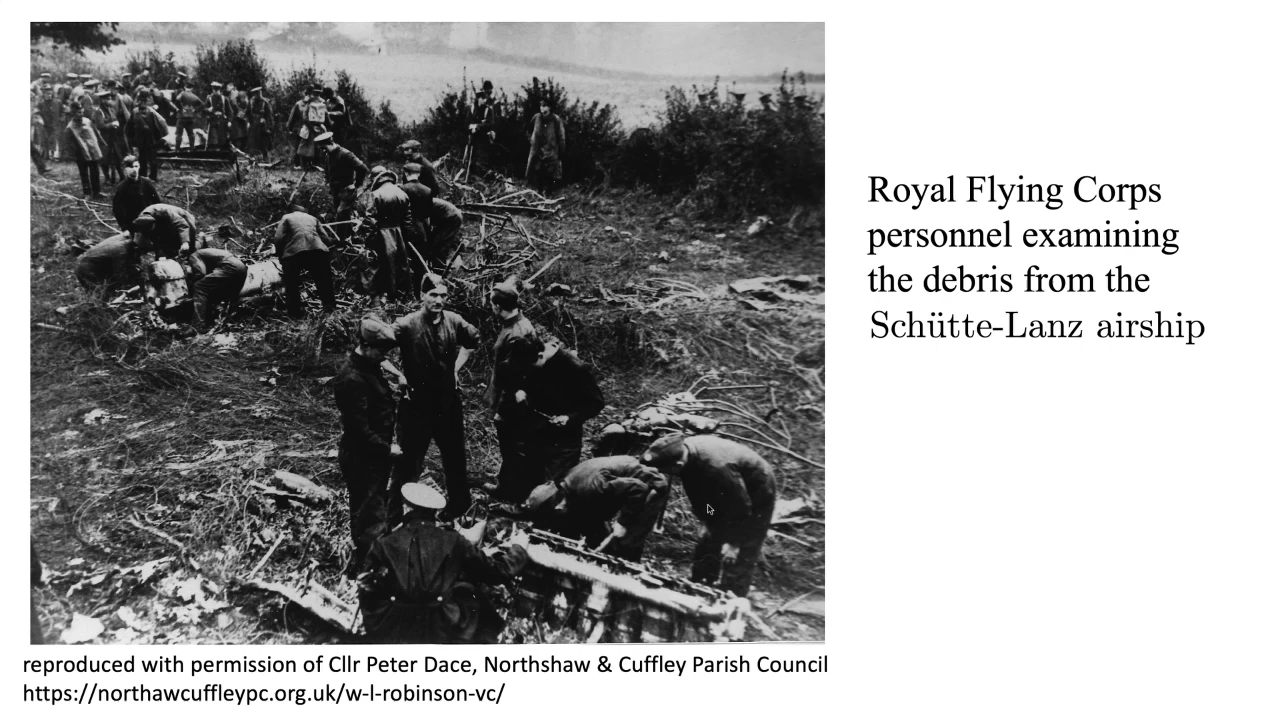 Royal Flying Corps
personnel examining
the debris from the
Schütte-Lanz airship
reproduced with permission of Cllr Peter Dace, Northshaw & Cuffley Parish Council
https://northawcuffleypc.org.uk/w-l-robinson-vc/